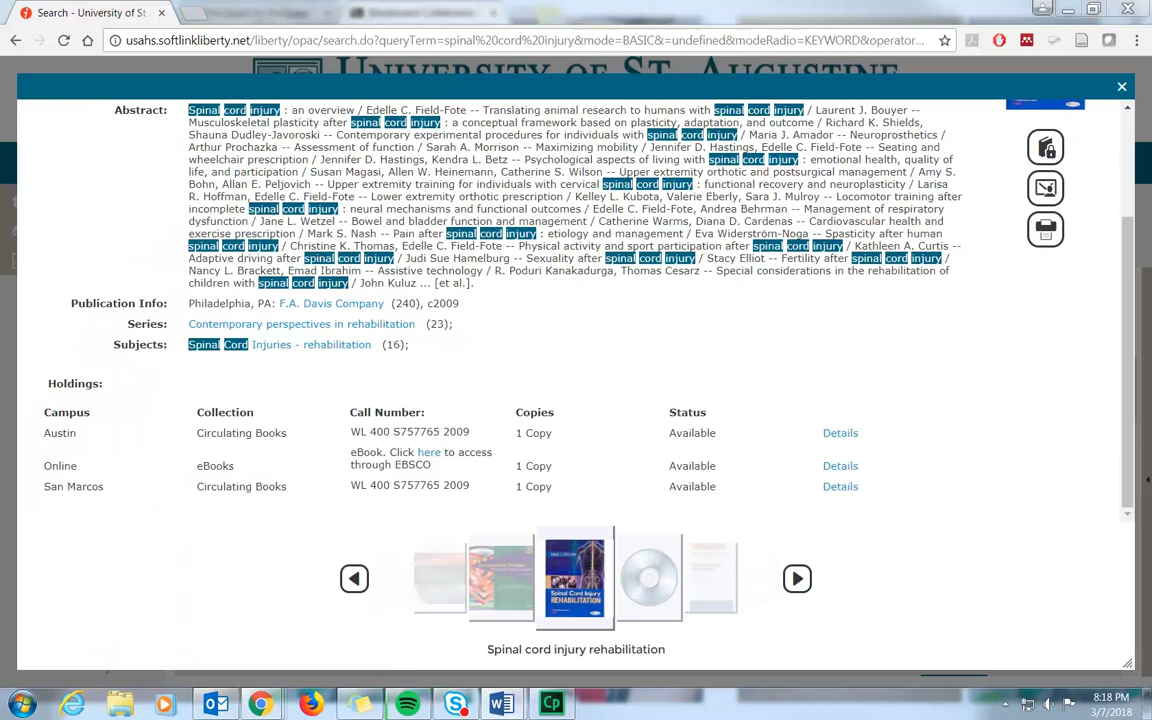 Search - University of St.
usahs.softlinkliberty.net/liberty/opac/search.do?queryTerm=spinal%20cord%20injury&mode=BASIC&=undefined&modeRadio=KEYWORD&operator...
UNIVERSITY OF ST. AUGUSTINE
Abstract:
Spinal cord injury : an overview / Edelle C. Field-Fote -- Translating animal research to humans with spinal cord injury / Laurent J. Bouyer --
Musculoskeletal plasticity after spinal cord injury : a conceptual framework based on plasticity, adaptation, and outcome / Richard K. Shields,
Shauna Dudley-Javoroski -- Contemporary experimental procedures for individuals with spinal cord injury / Maria J. Amador -- Neuroprosthetics /
Arthur Prochazka -- Assessment of function / Sarah A. Morrison -- Maximizing mobility / Jennifer D. Hastings, Edelle C. Field-Fote -- Seating and
wheelchair prescription / Jennifer D. Hastings, Kendra L. Betz -- Psychological aspects of living with spinal cord injury : emotional health, quality of
life, and participation / Susan Magasi, Allen W. Heinemann, Catherine S. Wilson -- Upper extremity orthotic and postsurgical management / Amy S.
Bohn, Allan E. Peljovich -- Upper extremity training for individuals with cervical spinal cord injury : functional recovery and neuroplasticity / Larisa
R. Hoffman, Edelle C. Field-Fote -- Lower extremity orthotic prescription / Kelley L. Kubota, Valerie Eberly, Sara J. Mulroy -- Locomotor training after
incomplete spinal cord injury : neural mechanisms and functional outcomes / Edelle C. Field-Fote, Andrea Behrman -- Management of respiratory
dysfunction / Jane L. Wetzel -- Bowel and bladder function and management / Catherine Warms, Diana D. Cardenas -- Cardiovascular health and
exercise prescription / Mark S. Nash -- Pain after spinal cord injury : etiology and management / Eva Widerström-Noga -- Spasticity after human
spinal cord injury / Christine K. Thomas, Edelle C. Field-Fote -- Physical activity and sport participation after spinal cord injury / Kathleen A. Curtis --
Adaptive driving after spinal cord injury / Judi Sue Hamelburg -- Sexuality after spinal cord injury / Stacy Elliot -- Fertility after spinal cord injury /
Nancy L. Brackett, Emad Ibrahim -- Assistive technology / R. Poduri Kanakadurga, Thomas Cesarz -- Special considerations in the rehabilitation of
children with spinal cord injury / John Kuluz ... [et al.].
Publication Info: Philadelphia, PA: F.A. Davis Company (240), c2009
Series: Contemporary perspectives in rehabilitation (23);
Subjects: Spinal Cord Injuries - rehabilitation (16);
Holdings:
Campus Collection Call Number: Copies Status
Austin Circulating Books WL 400 S757765 2009 1 Copy Available Details
eBook. Click here to access
Online eBooks through EBSCO 1 Copy Available Details
San Marcos Circulating Books WL 400 S757765 2009 1 Copy Available Details
Spinal Cord Injury
REHABILITATION
Spinal cord injury rehabilitation
8:18 PM
3/7/2018